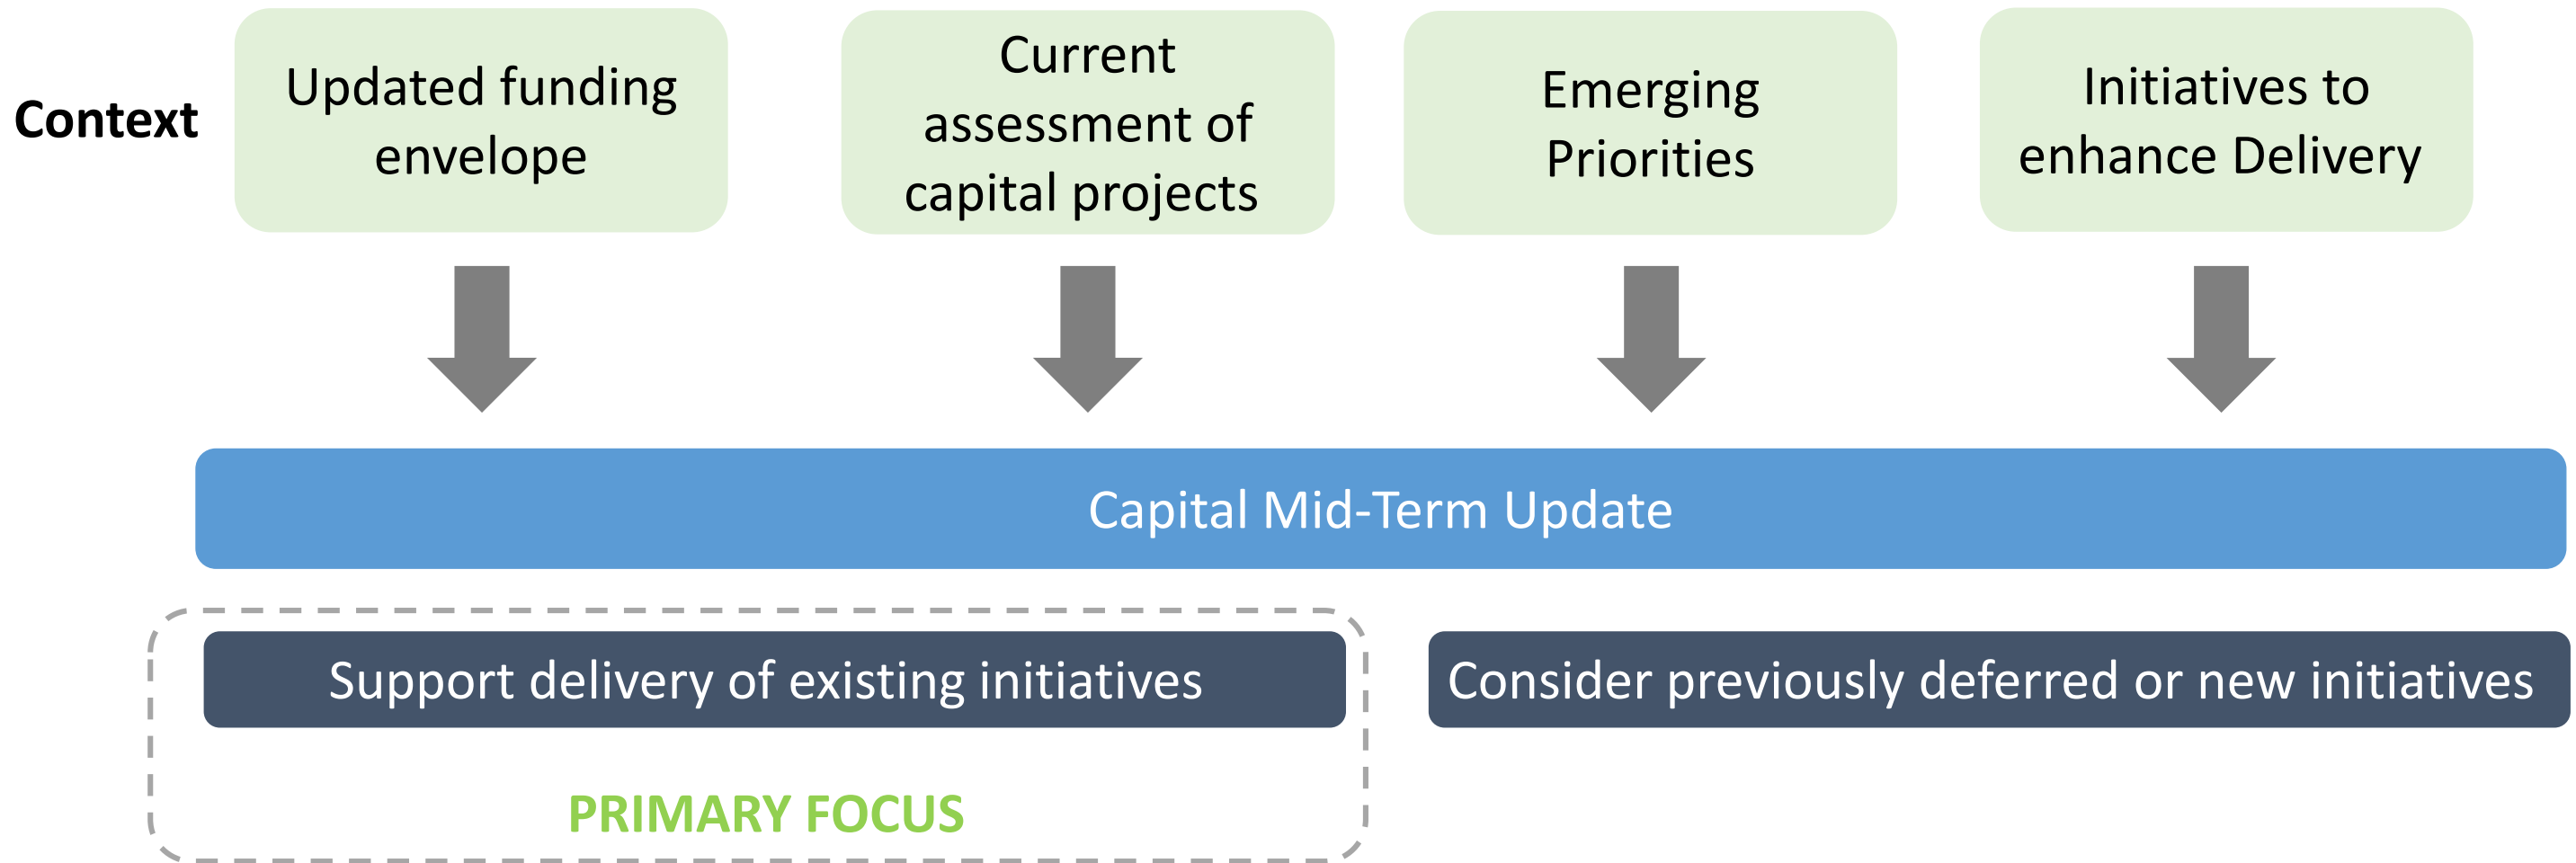 Context
Updated funding
envelope
Current
assessment of
capital projects
Emerging
Priorities
Initiatives to
enhance Delivery
Capital Mid-Term Update
Support delivery of existing initiatives
Consider previously deferred or new initiatives
PRIMARY FOCUS